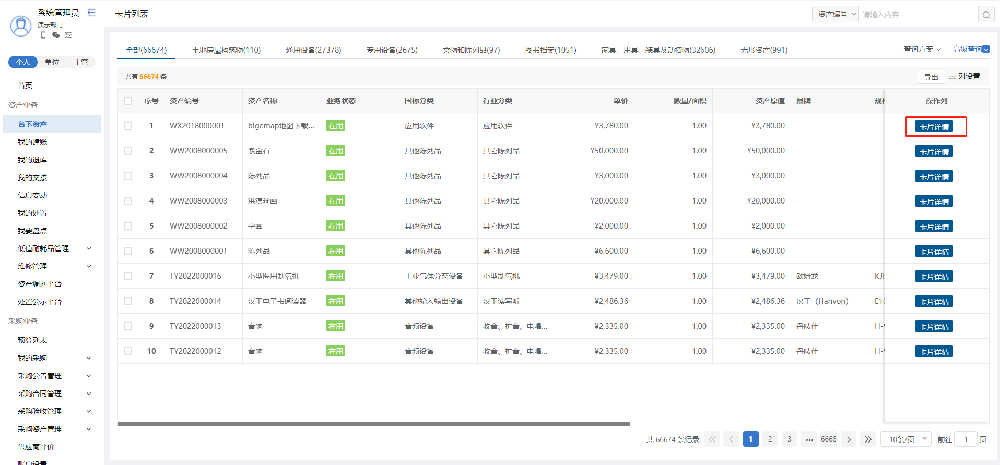 系统管理员
演示部门
个人 单位 主管
首页
资产业务
名下资产
我的建账
我的退库
我的交接
信息变动
我的处置
我要盘点
低值耐耗品管理
维修管理
资产调剂平台
处置公示平台
采购业务
预算列表
我的采购
采购公告管理
采购合同管理
采购验收管理
采购资产管理
供应商评价
账户设置
卡片列表
资产编号 请输入内容
全部(66674) 土地房屋构筑物(110) 通用设备(27378) 专用设备(2675) 文物和陈列品(97) 图书档案(1051) 家具、用具、装具及动植物(32606) 无形资产(991) 查询方案 高级查询
共有 66674 条 导出 列设置
序号 资产编号 资产名称 业务状态 国标分类 行业分类 单价 数量/面积 资产原值 品牌 规格 操作列
1 WX2018000001 bigemap地图下载... 在用 应用软件 应用软件 ¥3,780.00 1.00 ¥3,780.00 卡片详情
2 WW2008000005 紫金石 在用 其他陈列品 其它陈列品 ¥50,000.00 1.00 ¥50,000.00 卡片详情
3 WW2008000004 陈列品 在用 其他陈列品 其它陈列品 ¥3,000.00 1.00 ¥3,000.00 卡片详情
4 WW2008000003 洪滨丝画 在用 其他陈列品 其它陈列品 ¥20,000.00 1.00 ¥20,000.00 卡片详情
5 WW2008000002 字画 在用 其他陈列品 其它陈列品 ¥2,000.00 1.00 ¥2,000.00 卡片详情
6 WW2008000001 陈列品 在用 其他陈列品 其它陈列品 ¥6,600.00 1.00 ¥6,600.00 卡片详情
7 TY2022000016 小型医用制氧机 在用 工业气体分离设备 小型制氧机 ¥3,479.00 1.00 ¥3,479.00 欧姆龙 KJF 卡片详情
8 TY2022000014 汉王电子书阅读器 在用 其他输入输出设备 汉王读写听 ¥2,486.36 1.00 ¥2,486.36 汉王（Hanvon） E10 卡片详情
9 TY2022000013 音响 在用 音频设备 收音、扩音、电唱... ¥2,335.00 1.00 ¥2,335.00 丹唛仕 H-9 卡片详情
10 TY2022000012 音响 在用 音频设备 收音、扩音、电唱... ¥2,335.00 1.00 ¥2,335.00 丹唛仕 H-9 卡片详情
共 66674 条记录 1 2 3 ... 6668 10条/页 前往 1 页